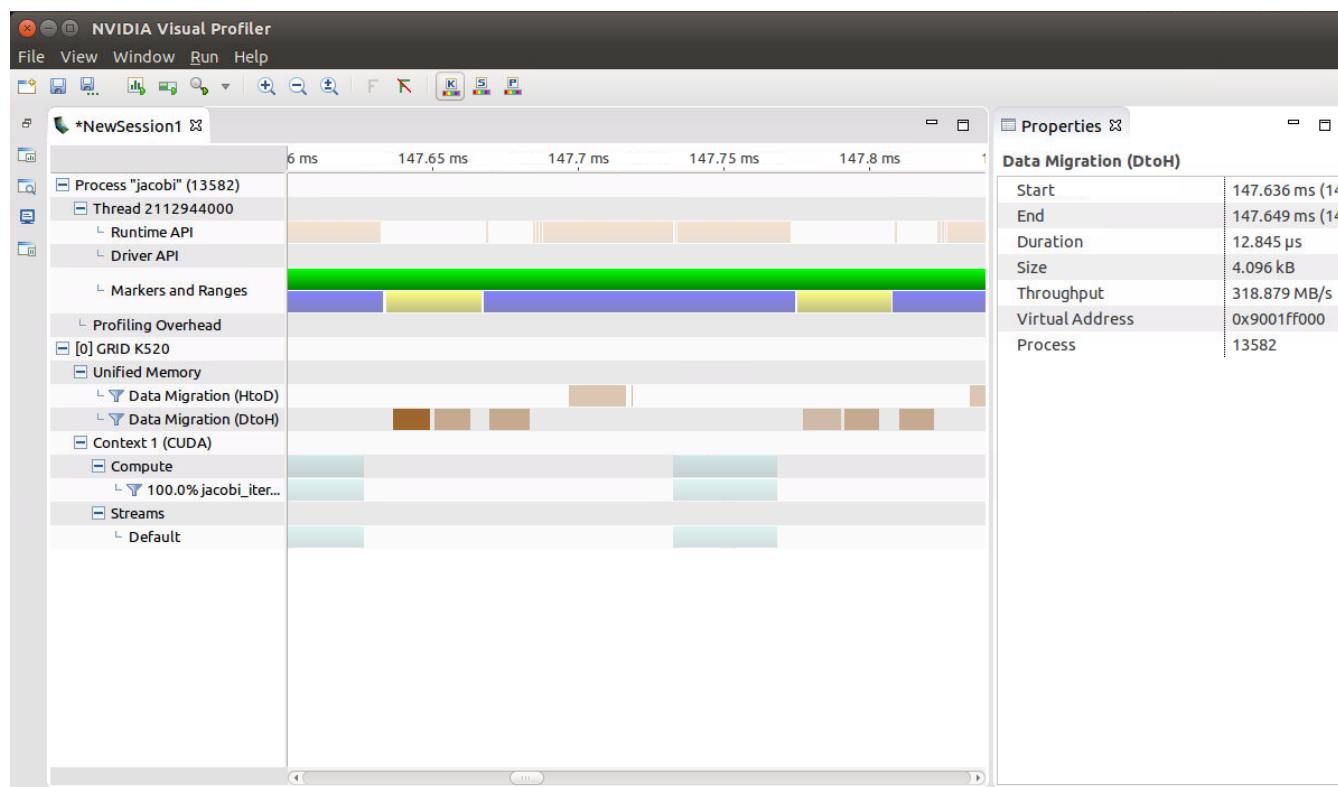 NVIDIA Visual Profiler
File View Window Run Help
*NewSession1
6 ms 147.65 ms 147.7 ms 147.75 ms 147.8 ms 1
Process "jacobi" (13582)
Thread 2112944000
Runtime API
Driver API
Markers and Ranges
Profiling Overhead
[0] GRID K520
Unified Memory
Data Migration (HtoD)
Data Migration (DtoH)
Context 1 (CUDA)
Compute
100.0% jacobi_iter...
Streams
Default
Properties
Data Migration (DtoH)
Start 147.636 ms (14
End 147.649 ms (14
Duration 12.845 µs
Size 4.096 kB
Throughput 318.879 MB/s
Virtual Address 0x9001ff000
Process 13582
F K S P